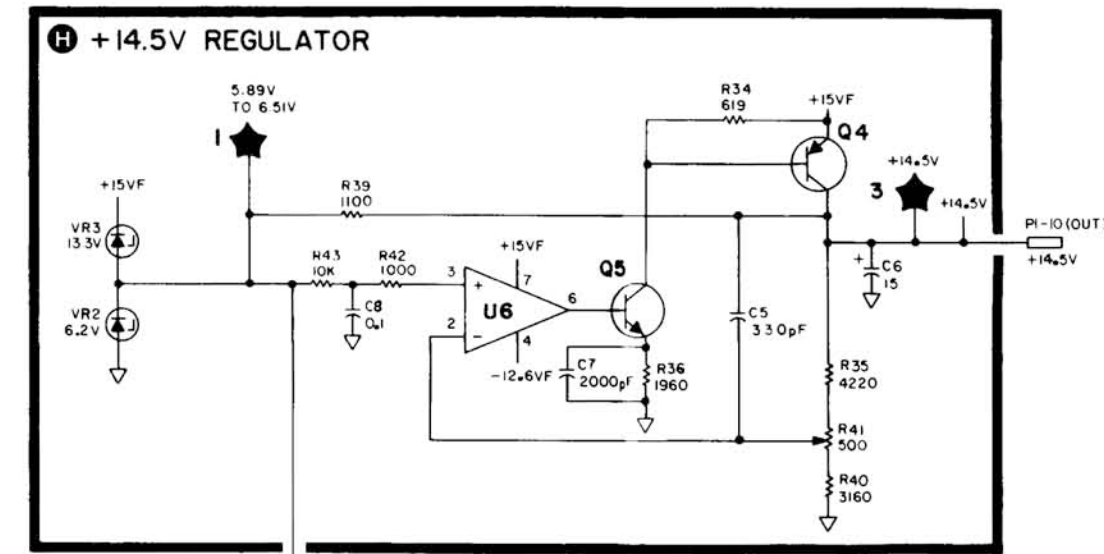 H +14.5V REGULATOR
5.89V
TO 6.51V
1
+15VF
VR3
13.3V
VR2
6.2V
R39
1100
R43
10K
R42
1000
C8
0.1
3
+
U6
2
-
+15VF
7
6
4
-12.6VF
Q5
C7
2000pF
R36
1960
R34
619
+15VF
Q4
C5
330pF
3
+14.5V
+14.5V
+
C6
15
P1-10(OUT)
+14.5V
R35
4220
R41
500
R40
3160